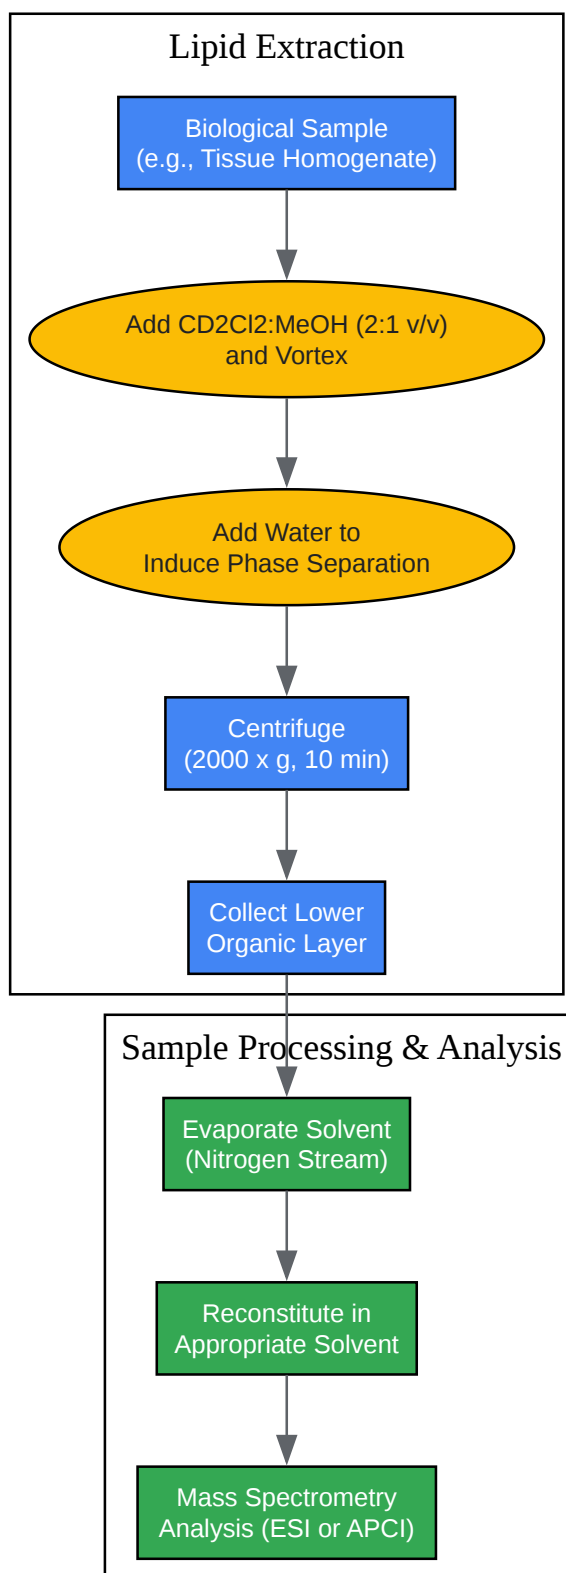 Lipid Extraction
Biological Sample
(e.g., Tissue Homogenate)
Add CD2Cl2:MeOH (2:1 v/v)
and Vortex
Add Water to
Induce Phase Separation
Centrifuge
(2000 x g, 10 min)
Collect Lower
Organic Layer
Sample Processing & Analysis
Evaporate Solvent
(Nitrogen Stream)
Reconstitute in
Appropriate Solvent
Mass Spectrometry
Analysis (ESI or APCI)